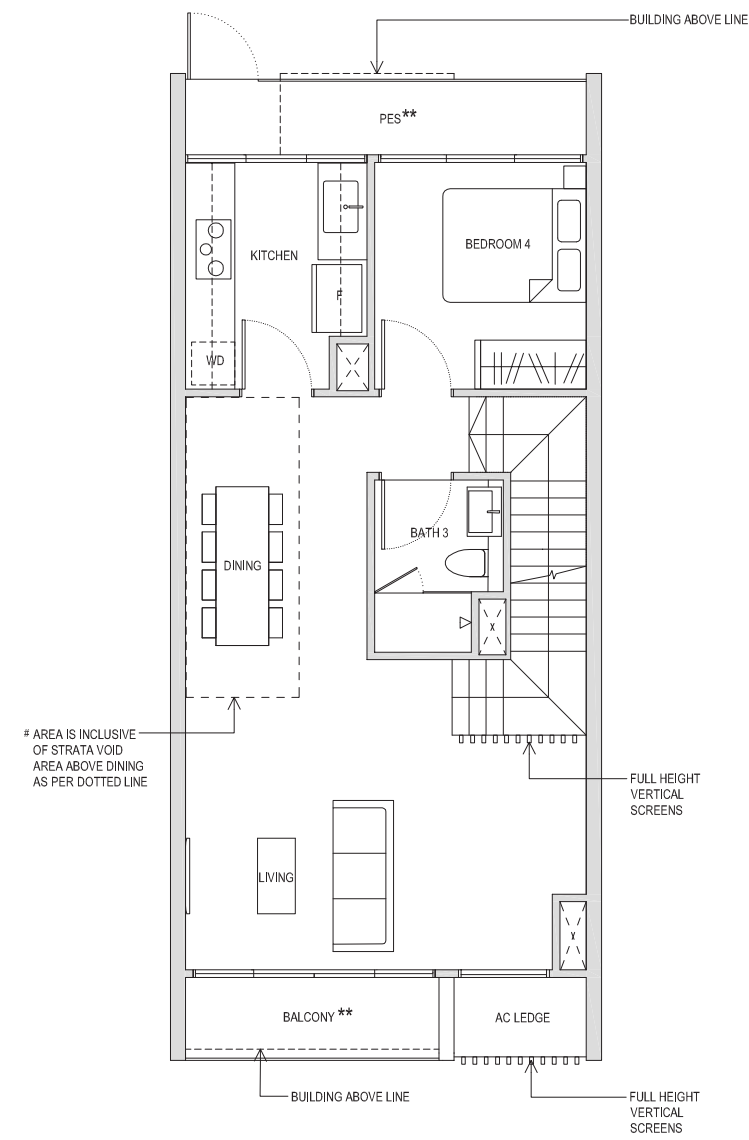 BUILDING ABOVE LINE
PES**
KITCHEN
BEDROOM 4
F
WD
BATH 3
DINING
# AREA IS INCLUSIVE
OF STRATA VOID
AREA ABOVE DINING
AS PER DOTTED LINE
FULL HEIGHT
VERTICAL
SCREENS
LIVING
BALCONY **
AC LEDGE
BUILDING ABOVE LINE
FULL HEIGHT
VERTICAL
SCREENS